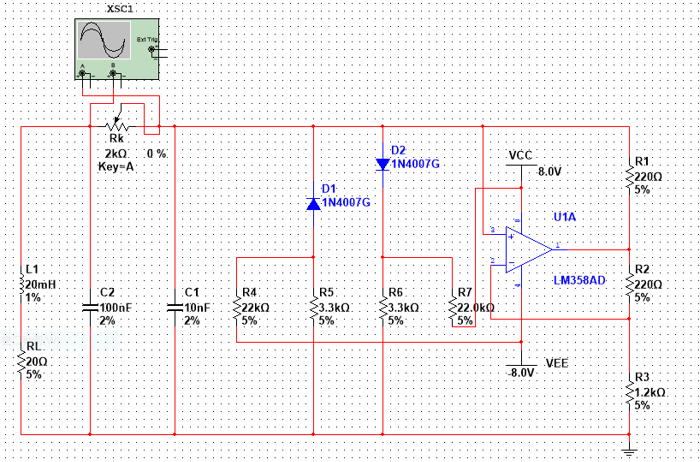 XSC1
Ext Trig
A
B
Rk
2kΩ 0 %
Key=A
D2
1N4007G
VCC
8.0V
R1
220Ω
5%
D1
1N4007G
U1A
3
8
1
2
4
LM358AD
L1
20mH
1%
C2
100nF
2%
C1
10nF
2%
R4
22kΩ
5%
R5
3.3kΩ
5%
R6
3.3kΩ
5%
R7
22.0kΩ
5%
R2
220Ω
5%
RL
20Ω
5%
VEE
-8.0V
R3
1.2kΩ
5%